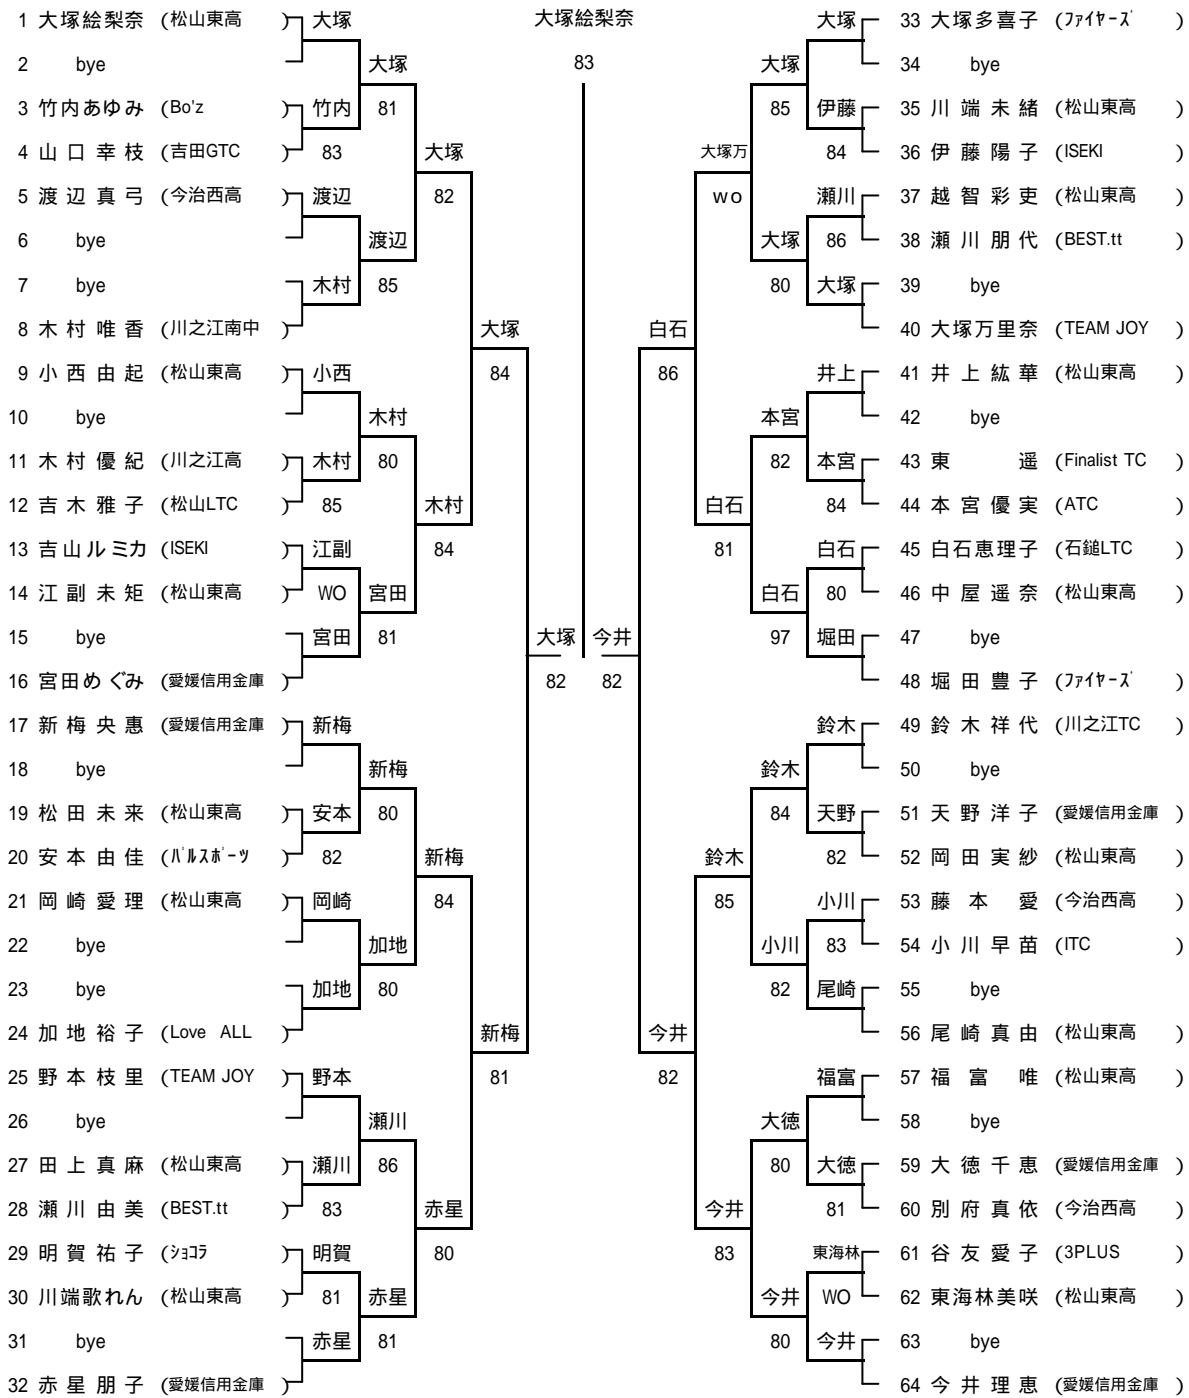 大塚絵梨奈
83
1 大塚絵梨奈 (松山東高 )
2 bye
3 竹内あゆみ (Bo'z )
4 山口幸枝 (吉田GTC )
5 渡辺真弓 (今治西高 )
6 bye
7 bye
8 木村唯香 (川之江南中 )
9 小西由起 (松山東高 )
10 bye
11 木村優紀 (川之江高 )
12 吉木雅子 (松山LTC )
13 吉山ルミカ (ISEKI )
14 江副未矩 (松山東高 )
15 bye
16 宮田めぐみ (愛媛信用金庫 )
17 新梅央惠 (愛媛信用金庫 )
18 bye
19 松田未来 (松山東高 )
20 安本由佳 (パルスポーツ )
21 岡崎愛理 (松山東高 )
22 bye
23 bye
24 加地裕子 (Love ALL )
25 野本枝里 (TEAM JOY )
26 bye
27 田上真麻 (松山東高 )
28 瀬川由美 (BEST.tt )
29 明賀祐子 (ショコラ )
30 川端歌れん (松山東高 )
31 bye
32 赤星朋子 (愛媛信用金庫 )
大塚
竹内
83
渡辺
木村
小西
木村
85
江副
WO
宮田
新梅
安本
82
岡崎
加地
野本
瀬川
83
明賀
81
赤星
大塚
81
渡辺
85
木村
80
宮田
81
新梅
80
加地
80
瀬川
86
赤星
81
大塚
82
木村
84
新梅
84
赤星
80
大塚
84
新梅
81
大塚
82
今井
82
白石
86
今井
82
大塚万
wo
白石
81
鈴木
85
今井
83
大塚
85
大塚
80
本宮
82
白石
97
鈴木
84
小川
82
大徳
80
今井
80
大塚
伊藤
84
瀬川
86
大塚
井上
本宮
84
白石
80
堀田
鈴木
天野
82
小川
83
尾崎
福富
大徳
81
東海林
WO
今井
33 大塚多喜子 (ファイヤーズ )
34 bye
35 川端未緒 (松山東高 )
36 伊藤陽子 (ISEKI )
37 越智彩吏 (松山東高 )
38 瀬川朋代 (BEST.tt )
39 bye
40 大塚万里奈 (TEAM JOY )
41 井上紘華 (松山東高 )
42 bye
43 東 遥 (Finalist TC )
44 本宮優実 (ATC )
45 白石恵理子 (石鎚LTC )
46 中屋遥奈 (松山東高 )
47 bye
48 堀田豊子 (ファイヤーズ )
49 鈴木祥代 (川之江TC )
50 bye
51 天野洋子 (愛媛信用金庫 )
52 岡田実紗 (松山東高 )
53 藤本 愛 (今治西高 )
54 小川早苗 (ITC )
55 bye
56 尾崎真由 (松山東高 )
57 福富 唯 (松山東高 )
58 bye
59 大徳千恵 (愛媛信用金庫 )
60 別府真依 (今治西高 )
61 谷友愛子 (3PLUS )
62 東海林美咲 (松山東高 )
63 bye
64 今井理恵 (愛媛信用金庫 )